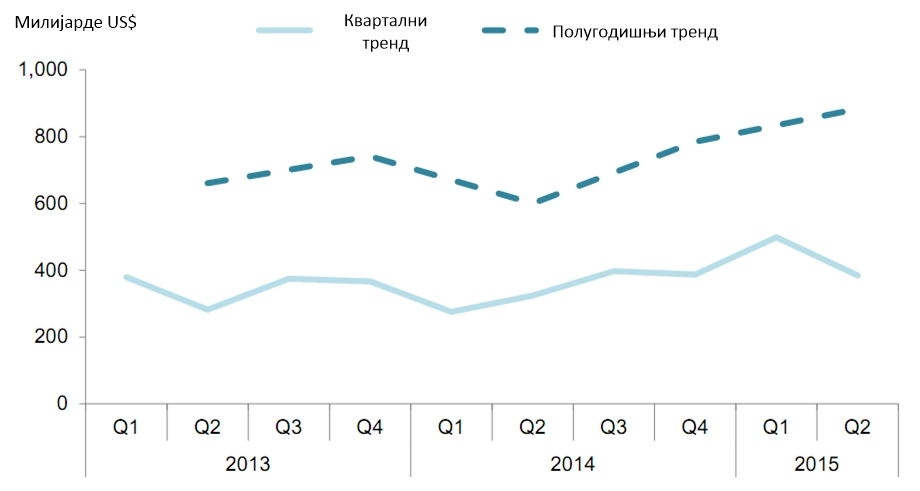 Милијарде US$
Квартални
тренд
Полугодишњи тренд
1,000
800
600
400
200
0
Q1 Q2 Q3 Q4 Q1 Q2 Q3 Q4 Q1 Q2
2013 2014 2015